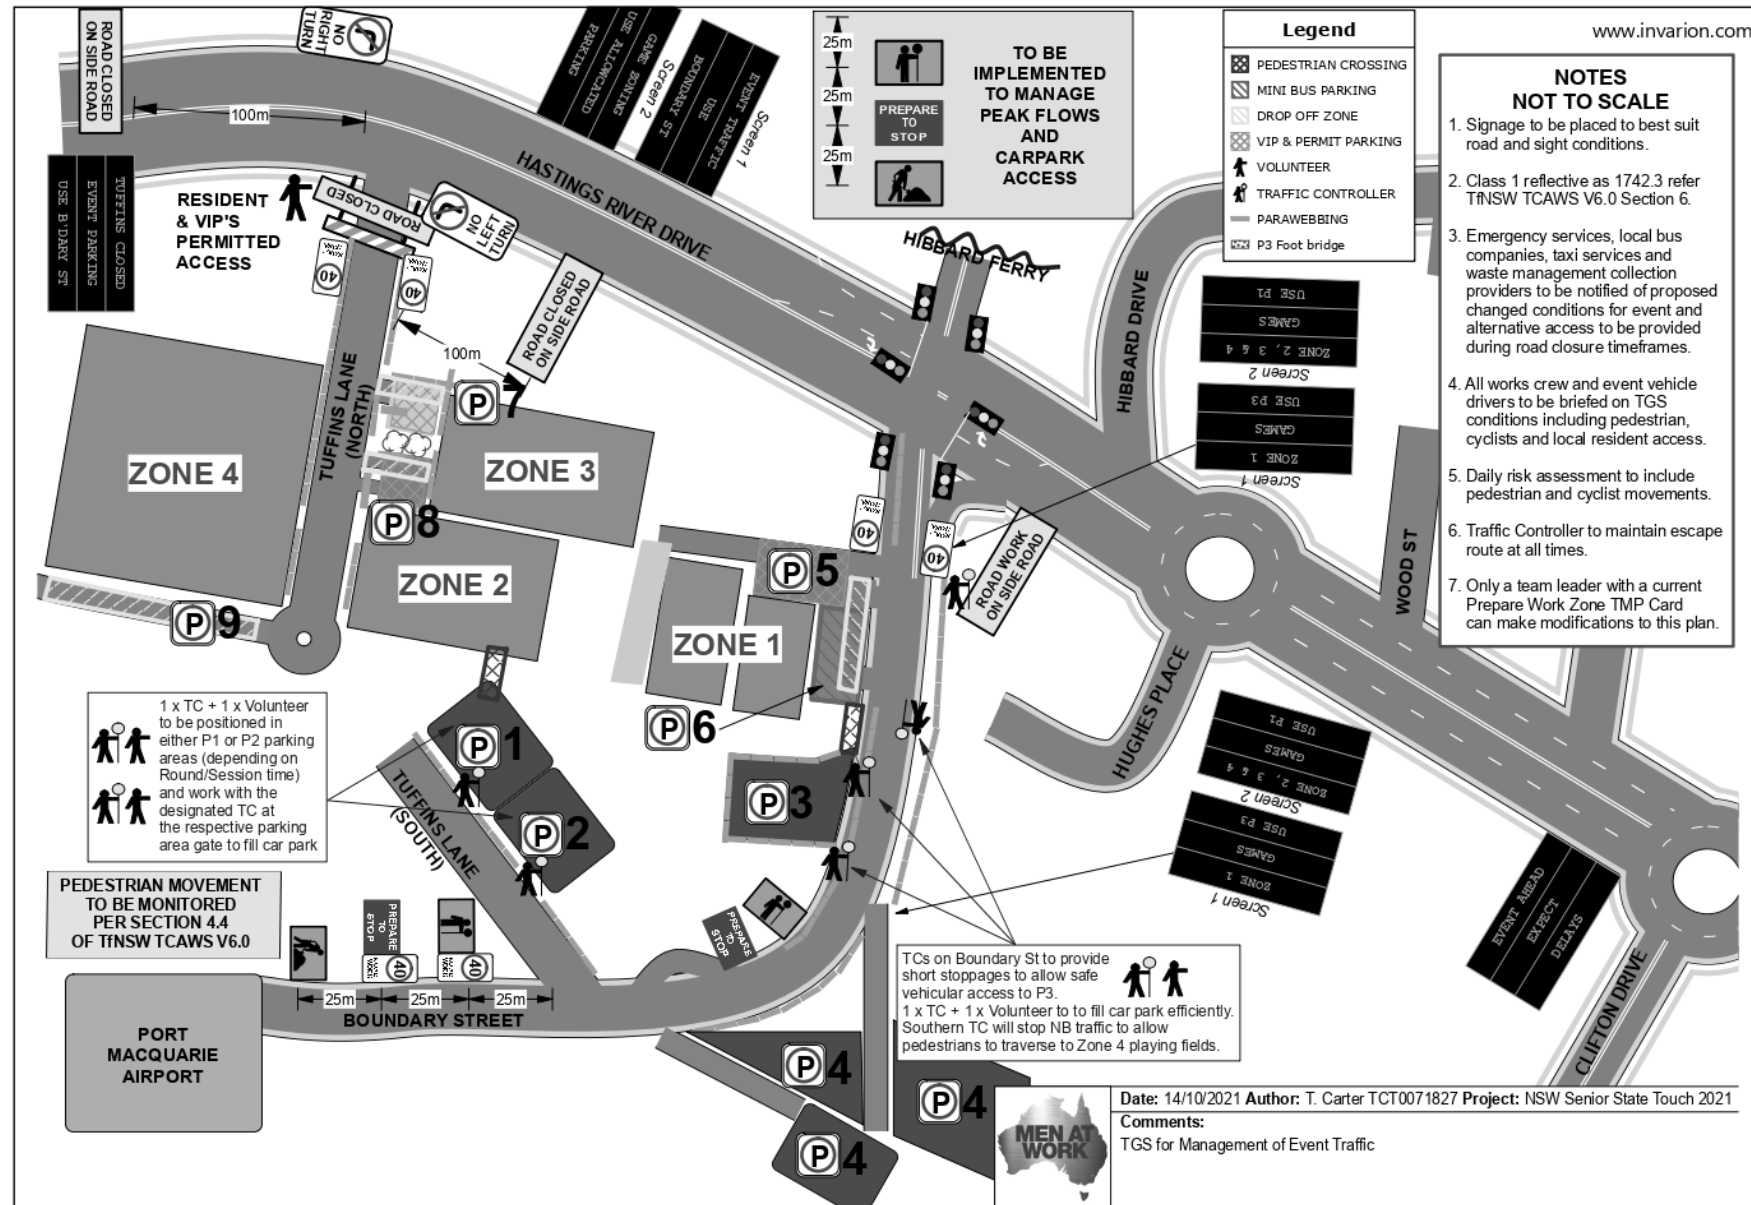 www.invarion.com
ROAD CLOSED
ON SIDE ROAD
NO
RIGHT
TURN
100m
USE ALLOWCATED
GAME ZONING
PARKING
Screen 2
EVENT TRAFFIC
USE
BOUNDARY ST
Screen 1
25m
25m
25m
PREPARE
TO
STOP
TO BE
IMPLEMENTED
TO MANAGE
PEAK FLOWS
AND
CARPARK
ACCESS
Legend
PEDESTRIAN CROSSING
MINI BUS PARKING
DROP OFF ZONE
VIP & PERMIT PARKING
VOLUNTEER
TRAFFIC CONTROLLER
PARAWEBBING
P3 Foot bridge
NOTES
NOT TO SCALE
1. Signage to be placed to best suit
road and sight conditions.
2. Class 1 reflective as 1742.3 refer
TfNSW TCAWS V6.0 Section 6.
3. Emergency services, local bus
companies, taxi services and
waste management collection
providers to be notified of proposed
changed conditions for event and
alternative access to be provided
during road closure timeframes.
4. All works crew and event vehicle
drivers to be briefed on TGS
conditions including pedestrian,
cyclists and local resident access.
5. Daily risk assessment to include
pedestrian and cyclist movements.
6. Traffic Controller to maintain escape
route at all times.
7. Only a team leader with a current
Prepare Work Zone TMP Card
can make modifications to this plan.
TUFFINS CLOSED
EVENT PARKING
USE B'DARY ST
RESIDENT
& VIP'S
PERMITTED
ACCESS
ROAD CLOSED
NO
LEFT
TURN
40
40
HASTINGS RIVER DRIVE
HIBBARD FERRY
HIBBARD DRIVE
ROAD CLOSED
ON SIDE ROAD
100m
TUFFINS LANE
(NORTH)
ZONE 2, 3 & 4
GAMES
USE P1
Screen 2
ZONE 1
GAMES
USE P3
Screen 1
ZONE 4
ZONE 3
ZONE 2
ZONE 1
P 7
P 8
P 9
P 5
P 6
40
40
ROAD WORK
ON SIDE ROAD
WOOD ST
HUGHES PLACE
1 x TC + 1 x Volunteer
to be positioned in
either P1 or P2 parking
areas (depending on
Round/Session time)
and work with the
designated TC at
the respective parking
area gate to fill car park
P 1
P 2
P 3
TUFFINS LANE
(SOUTH)
ZONE 2, 3 & 4
GAMES
USE P1
Screen 2
ZONE 1
GAMES
USE P3
Screen 1
EVENT AHEAD
EXPECT
DELAYS
CLIFTON DRIVE
PEDESTRIAN MOVEMENT
TO BE MONITORED
PER SECTION 4.4
OF TfNSW TCAWS V6.0
PREPARE
TO
STOP
40
40
PREPARE
TO
STOP
25m
25m
25m
BOUNDARY STREET
PORT
MACQUARIE
AIRPORT
TCs on Boundary St to provide
short stoppages to allow safe
vehicular access to P3.
1 x TC + 1 x Volunteer to to fill car park efficiently.
Southern TC will stop NB traffic to allow
pedestrians to traverse to Zone 4 playing fields.
P 4
P 4
P 4
MEN AT
WORK
Date: 14/10/2021 Author: T. Carter TCT0071827 Project: NSW Senior State Touch 2021
Comments:
TGS for Management of Event Traffic